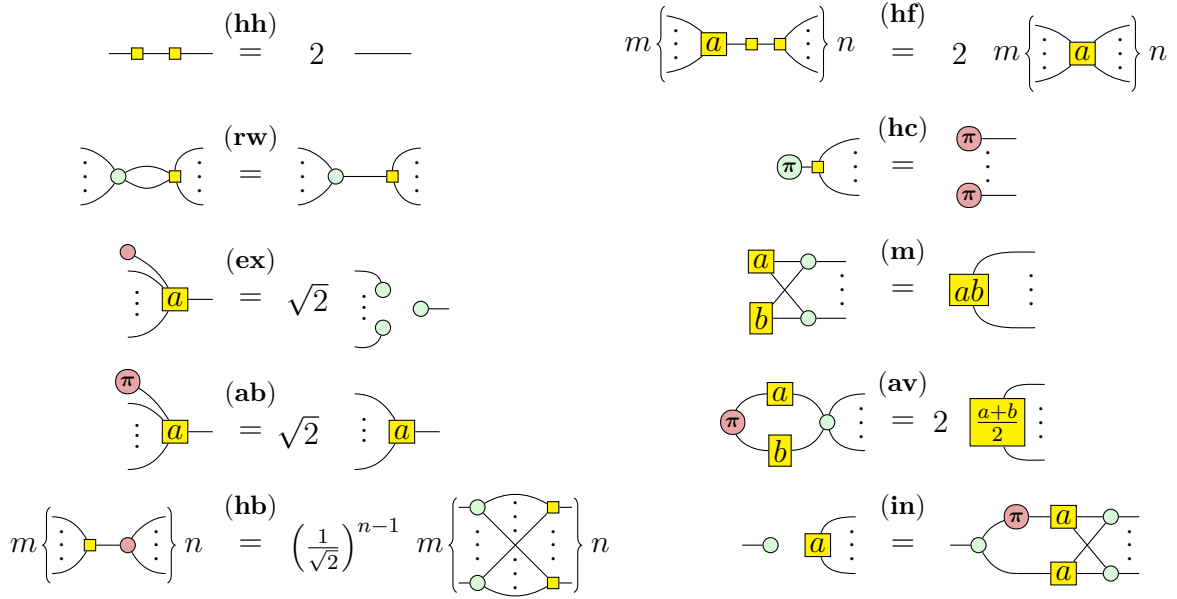 (hh)
= 2
(hf)
m { ⋮ a ⋮ } n = 2 m { ⋮ a ⋮ } n
(rw)
⋮ ⋮ = ⋮ ⋮
(hc)
π ⋮ = π ⋮ π
(ex)
⋮ a = √2 ⋮
(m)
a b ⋮ = ab ⋮
(ab)
π ⋮ a = √2 ⋮ a
(av)
π a b ⋮ = 2 a+b/2 ⋮
(hb)
m { ⋮ ⋮ } n = (1/√2)^{n−1} m { ⋮ ⋮ ⋮ ⋮ } n
(in)
a ⋮ = π a a ⋮